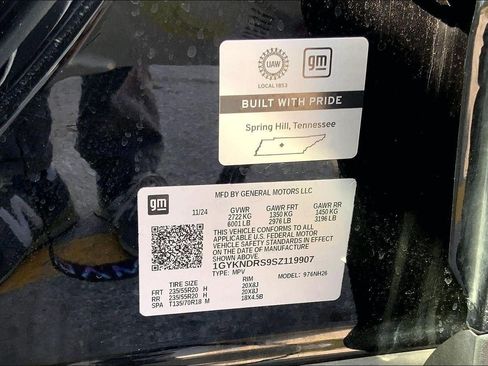 UAW
gm
LOCAL 1853
BUILT WITH PRIDE
Spring Hill, Tennessee
gm
MFD BY GENERAL MOTORS LLC
11/24 GVWR GAWR FRT GAWR RR
2722 KG 1350 KG 1450 KG
6001 LB 2976 LB 3196 LB
THIS VEHICLE CONFORMS TO ALL
APPLICABLE U.S. FEDERAL MOTOR
VEHICLE SAFETY STANDARDS IN EFFECT
ON THE DATE OF MANUFACTURE
SHOWN ABOVE.
1GYKNDRS9SZ119907
TYPE: MPV MODEL: 976NH26
TIRE SIZE RIM
FRT 235/55R20 H 20X8J
RR 235/55R20 H 20X8J
SPA T135/70R18 M 18X4.5B